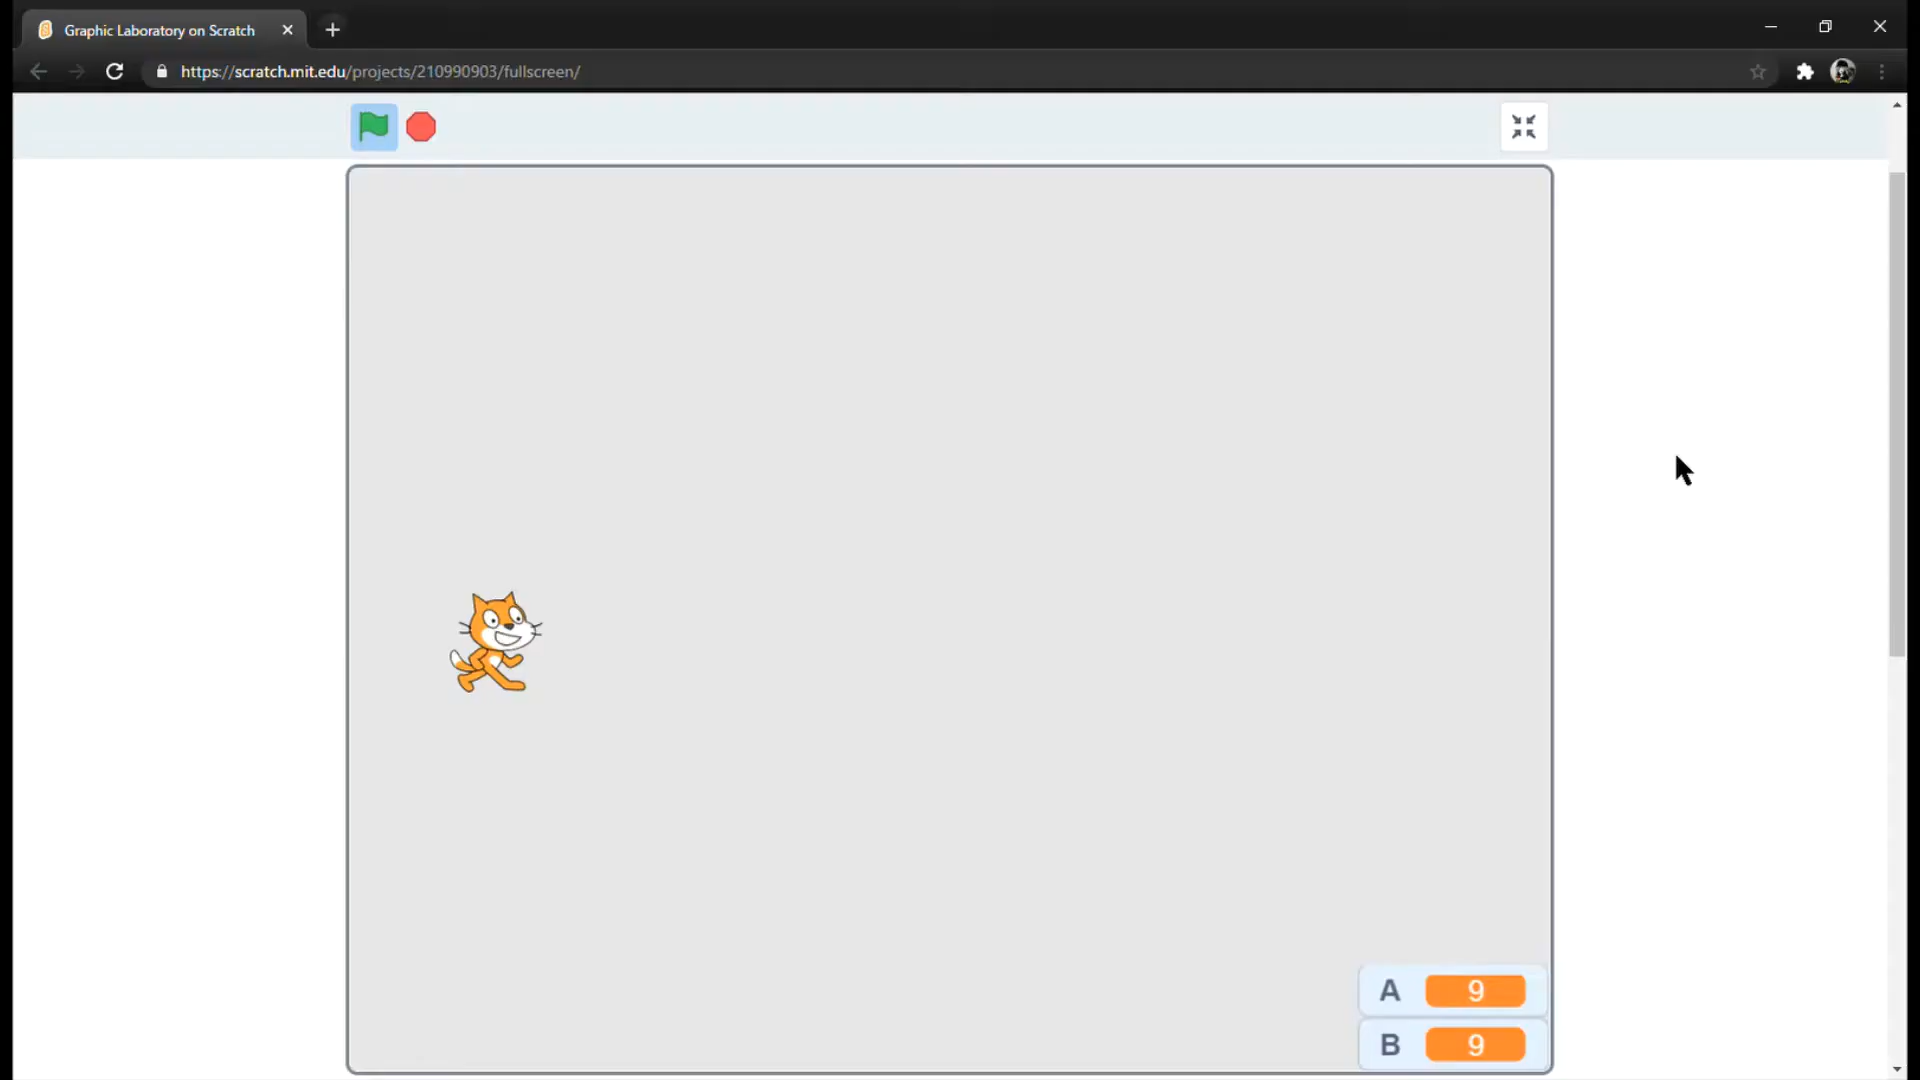 Graphic Laboratory on Scratch
https://scratch.mit.edu/projects/210990903/fullscreen/
A 9
B 9